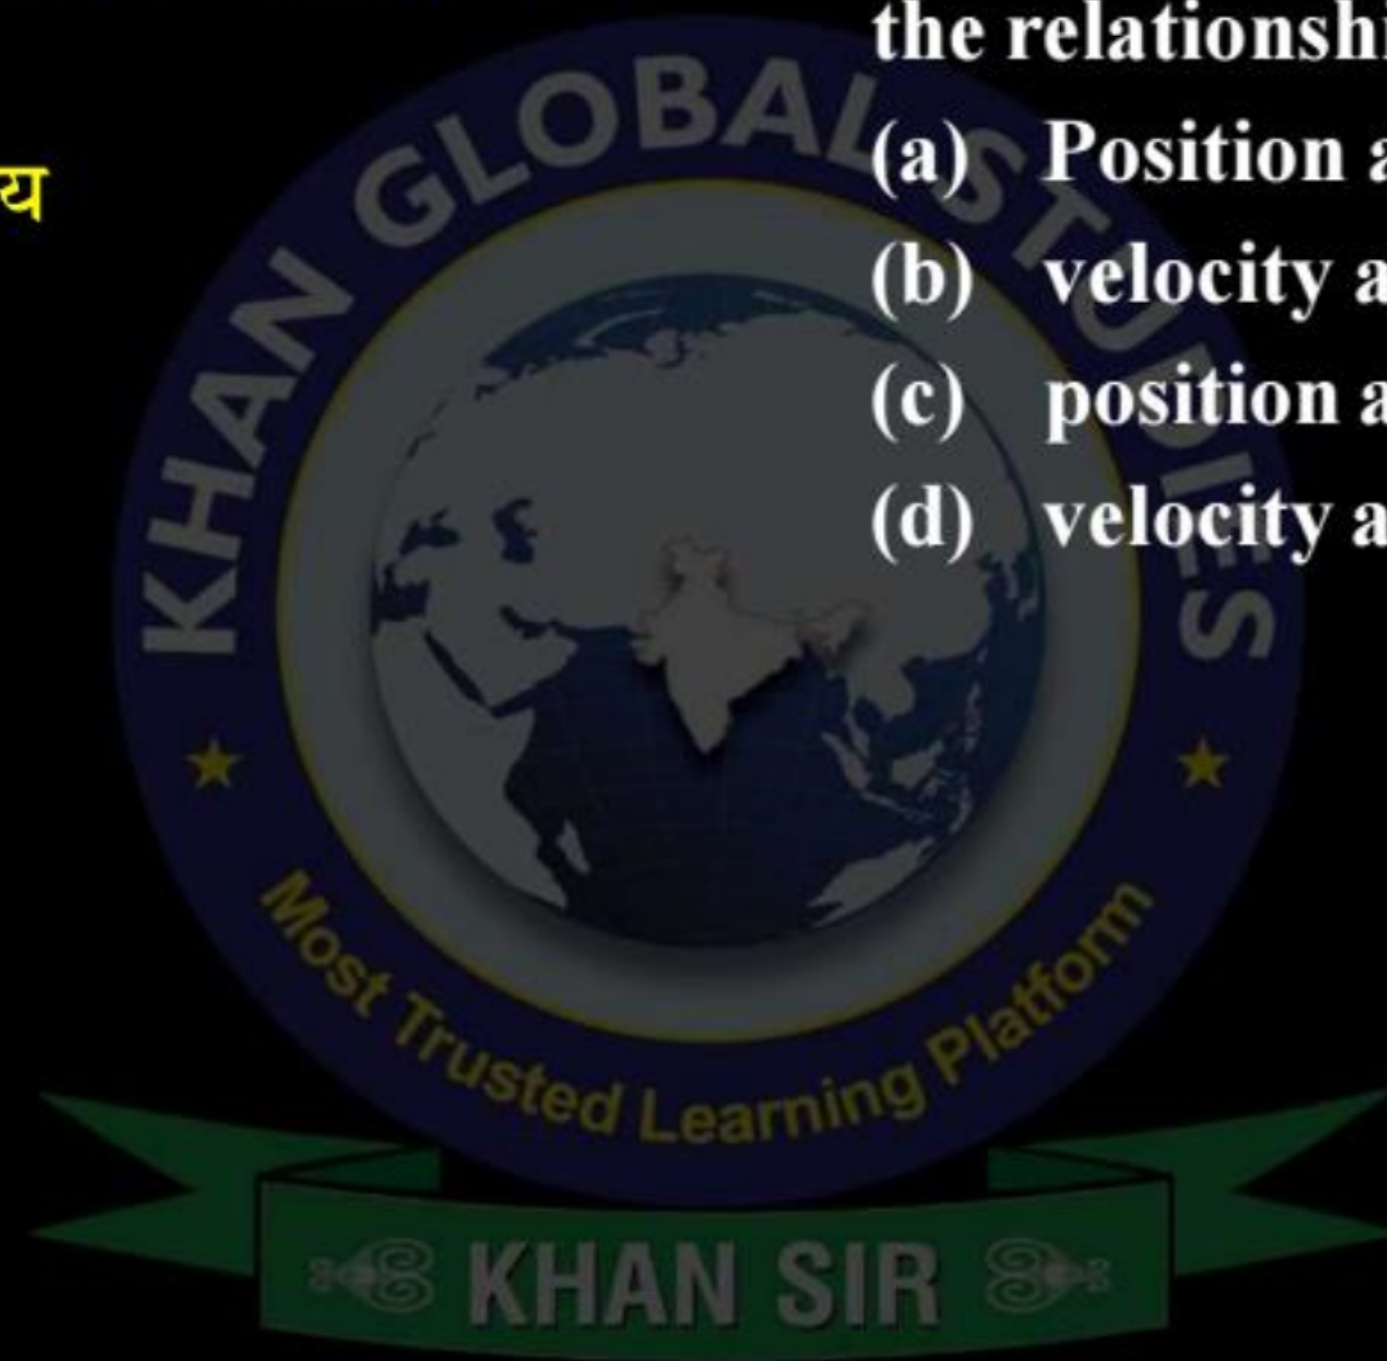 the relationshi
(a) Position a
(b) velocity a
(c) position a
(d) velocity a
य
KHAN GLOBAL STUDIES
Most Trusted Learning Platform
KHAN SIR